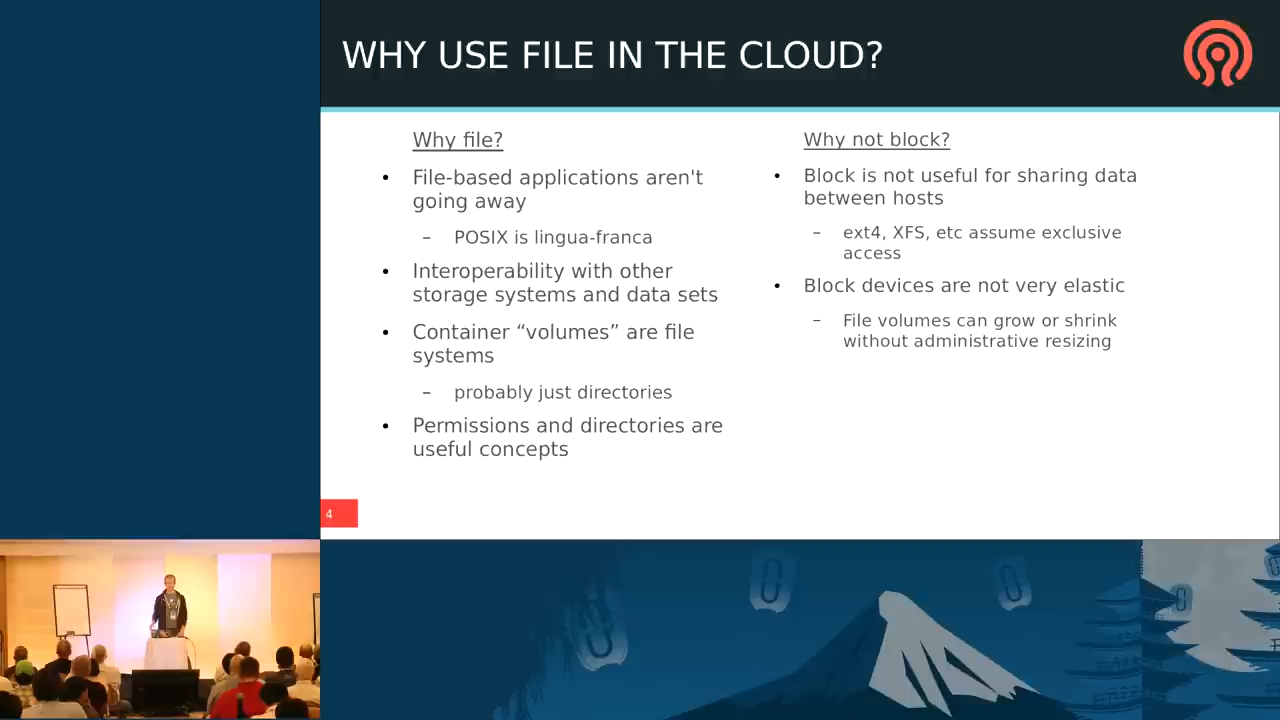 WHY USE FILE IN THE CLOUD?
Why file?
• File-based applications aren't
going away
– POSIX is lingua-franca
• Interoperability with other
storage systems and data sets
• Container “volumes” are file
systems
– probably just directories
• Permissions and directories are
useful concepts
Why not block?
• Block is not useful for sharing data
between hosts
– ext4, XFS, etc assume exclusive
access
• Block devices are not very elastic
– File volumes can grow or shrink
without administrative resizing
4